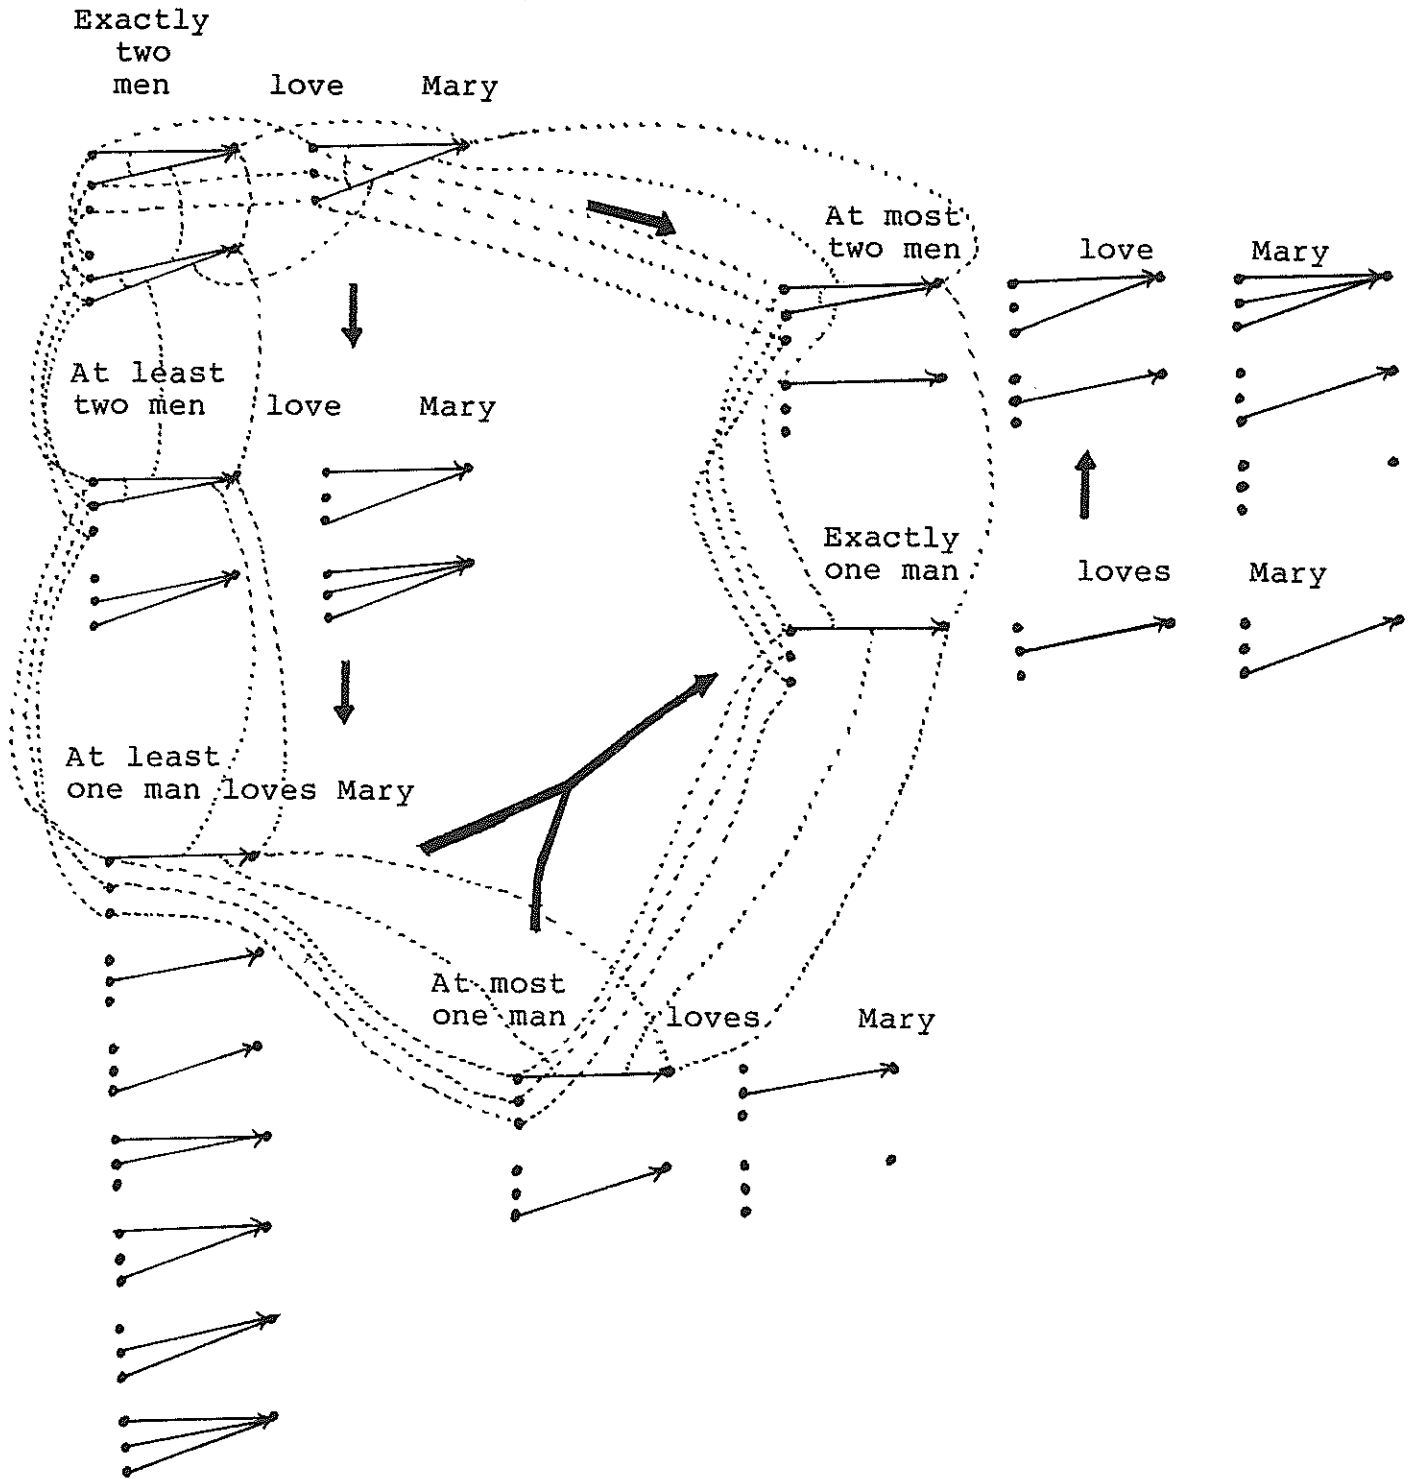 Exactly
two
men love Mary
At most
two men love Mary
At least
two men love Mary
Exactly
one man loves Mary
At least
one man loves Mary
At most
one man loves Mary